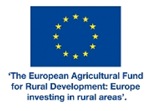 ‘The European Agricultural Fund
for Rural Development: Europe
investing in rural areas’.